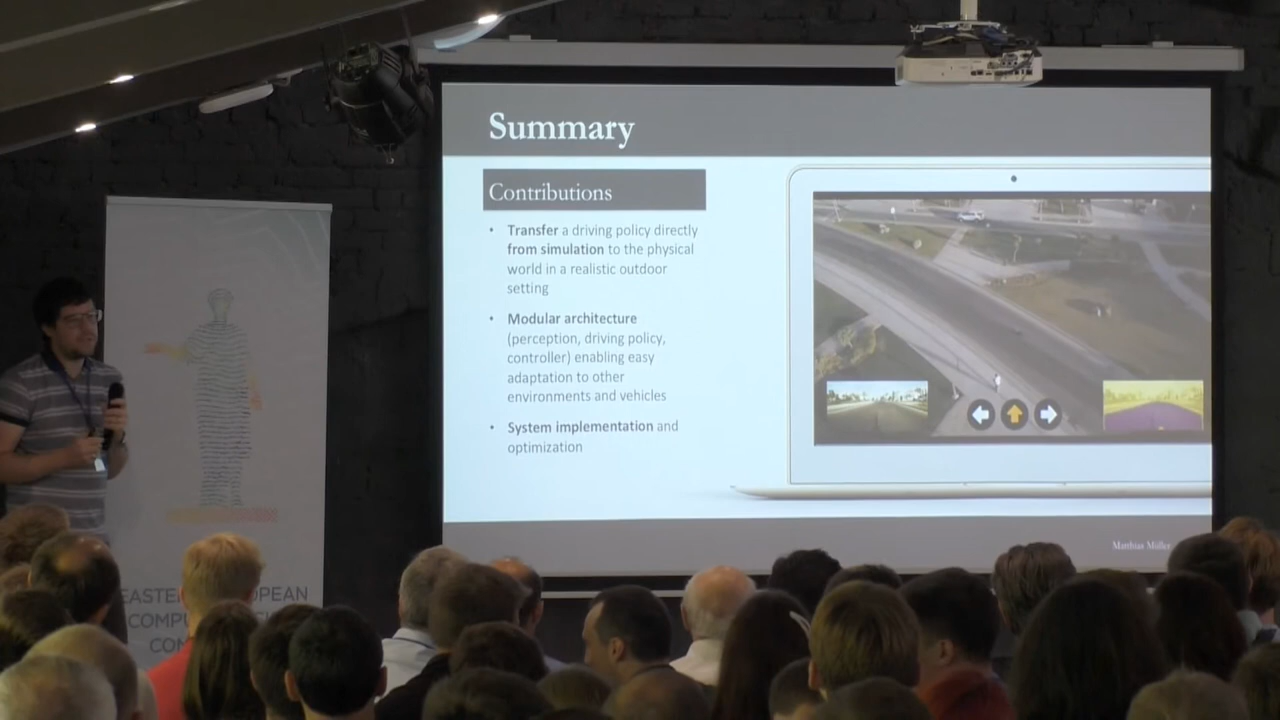 Summary
Contributions
• Transfer a driving policy directly
from simulation to the physical
world in a realistic outdoor
setting
• Modular architecture
(perception, driving policy,
controller) enabling easy
adaptation to other
environments and vehicles
• System implementation and
optimization
Matthias Müller
EASTE OPEAN
COMPU
CON